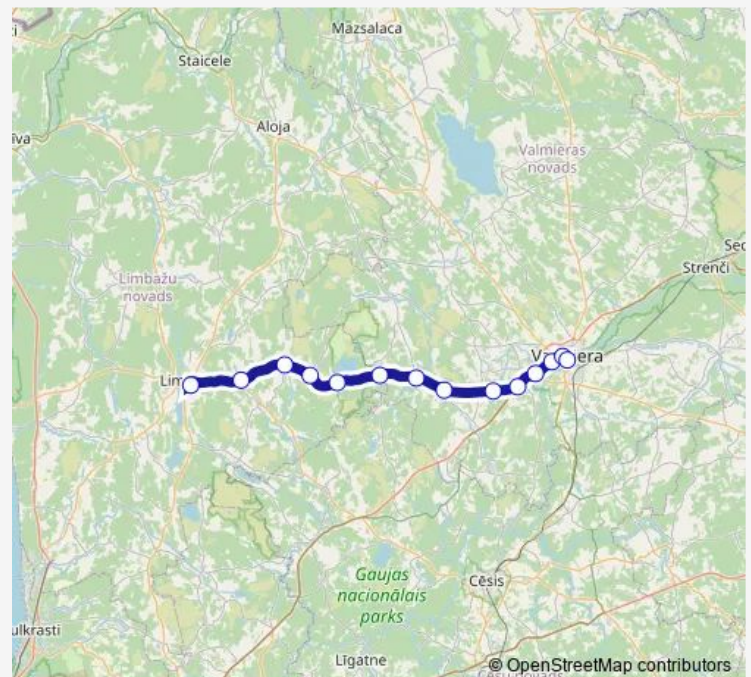 Mazsalaca
Staicele
Aloja
Valmieras
novads
Strenči
Limbažu
novads
Gaujas
nacionālais
parks
Cēsis
Līgatne
© OpenStreetMap contributors